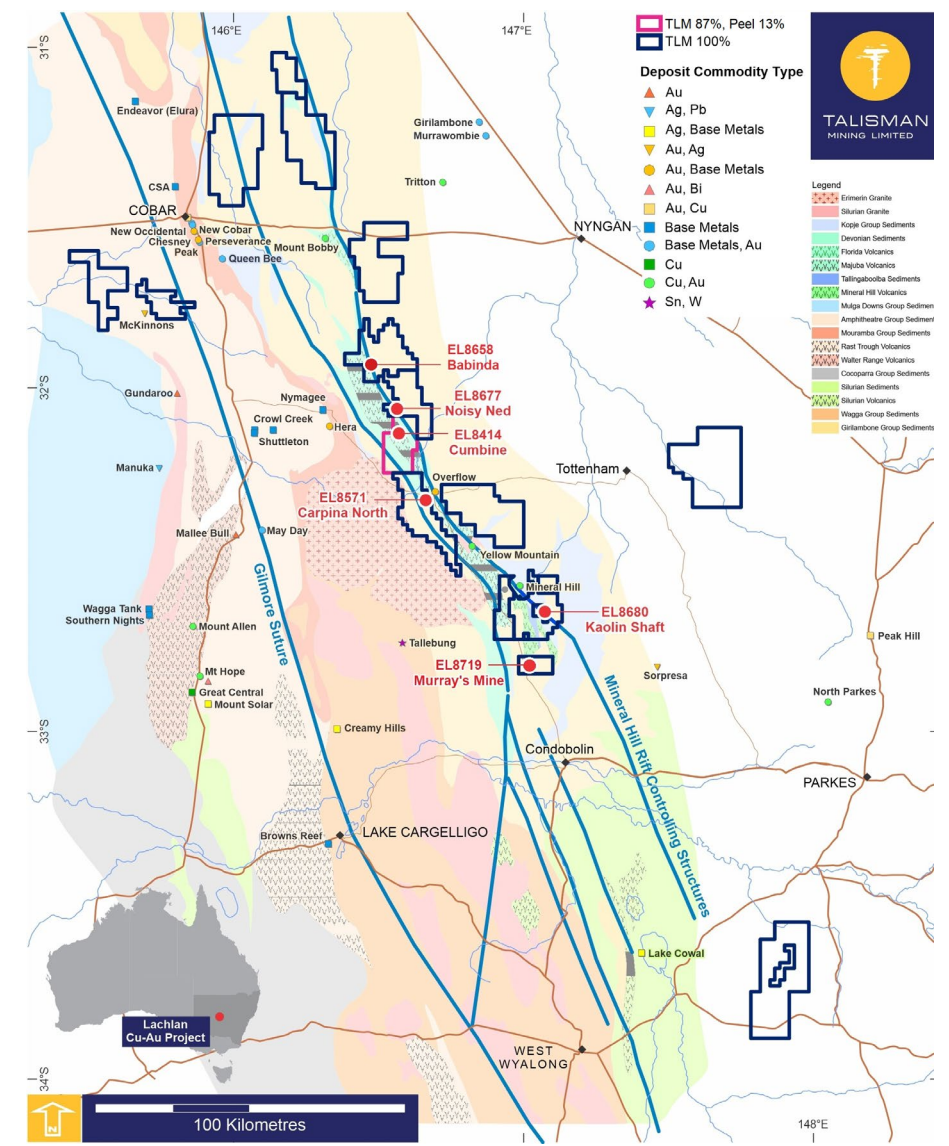 146°E
147°E
31°S
TLM 87%, Peel 13%
TLM 100%
Deposit Commodity Type
Au
Ag, Pb
Ag, Base Metals
Au, Ag
Au, Base Metals
Au, Bi
Au, Cu
Base Metals
Base Metals, Au
Cu
Cu, Au
Sn, W
TALISMAN
MINING LIMITED
Legend
Erimerin Granite
Silurian Granite
Kopje Group Sediments
Devonian Sediments
Florida Volcanics
Majuba Volcanics
Tallingabooba Sediments
Mineral Hill Volcanics
Mulga Downs Group Sediments
Amphitheatre Group Sediments
Mouramba Group Sediments
Rast Trough Volcanics
Walter Range Volcanics
Cocoparra Group Sediments
Silurian Sediments
Silurian Volcanics
Wagga Group Sediments
Girilambone Group Sediments
Endeavor (Elura)
Girilambone
Murrawombie
CSA
Tritton
COBAR
New Occidental
New Cobar
Chesney
Perseverance
Peak
Queen Bee
Mount Bobby
NYNGAN
McKinnons
32°S
EL8658
Babinda
EL8677
Noisy Ned
EL8414
Cumbine
Gundaroo
Nymagee
Crowl Creek
Shuttleton
Hera
Manuka
Overflow
Tottenham
EL8571
Carpina North
Mallee Bull
May Day
Yellow Mountain
Gilmore Suture
Mineral Hill
Wagga Tank
Southern Nights
EL8680
Kaolin Shaft
Mount Allen
Tallebung
Peak Hill
EL8719
Murray's Mine
Sorpresa
Mt Hope
Great Central
Mount Solar
North Parkes
Mineral Hill Rift Controlling Structures
33°S
Creamy Hills
Condobolin
PARKES
LAKE CARGELLIGO
Browns Reef
Lake Cowal
Lachlan
Cu-Au Project
WEST
WYALONG
34°S
N
100 Kilometres
148°E